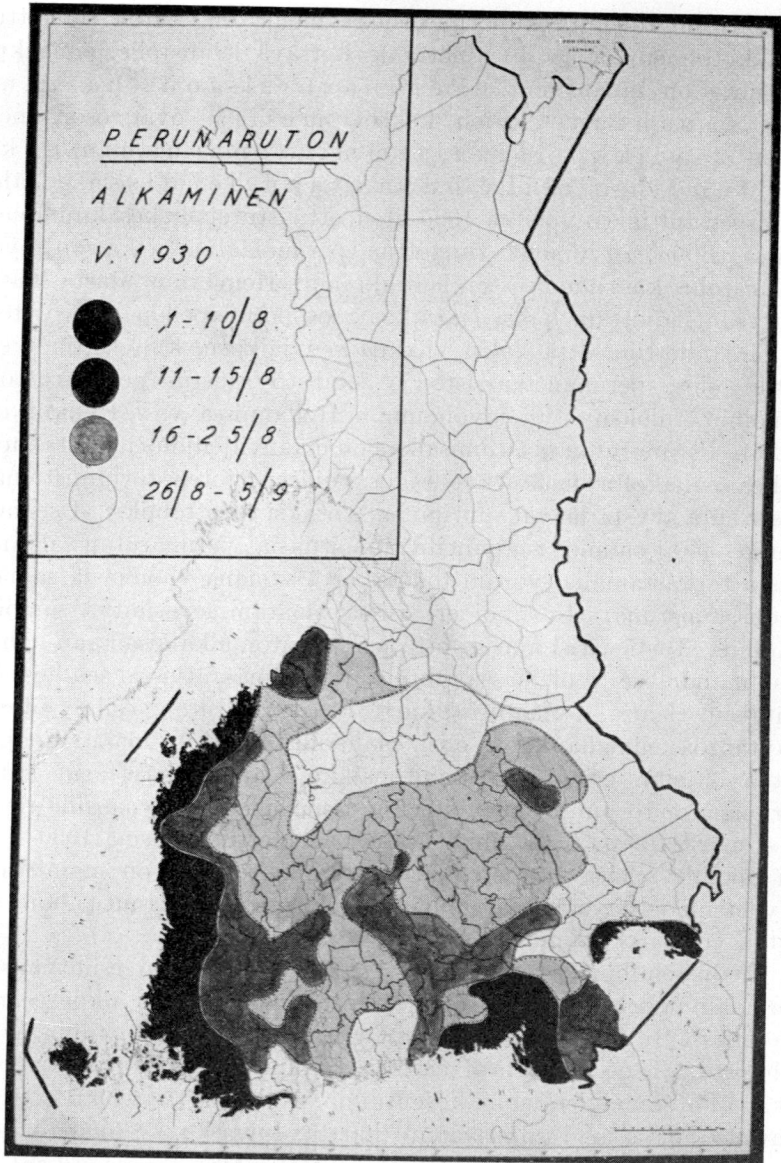 PERUNARUTON
ALKAMINEN
V. 1930
1-10/8
11-15/8
16-25/8
26/8-5/9